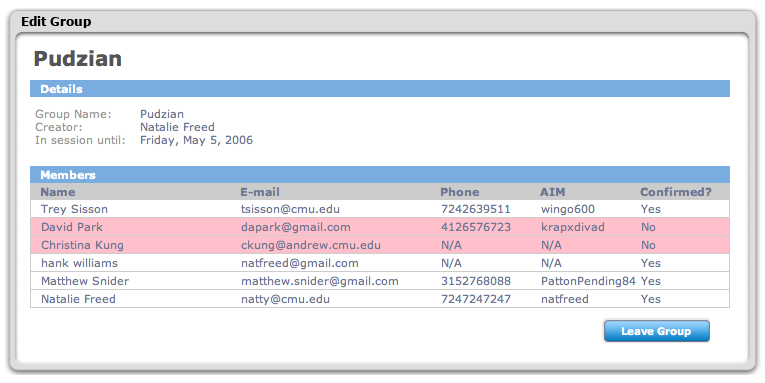 Edit Group
Pudzian
Details
Group Name: Pudzian
Creator: Natalie Freed
In session until: Friday, May 5, 2006
Members
Name E-mail Phone AIM Confirmed?
Trey Sisson tsisson@cmu.edu 7242639511 wingo600 Yes
David Park dapark@gmail.com 4126576723 krapxdivad No
Christina Kung ckung@andrew.cmu.edu N/A N/A No
hank williams natfreed@gmail.com N/A N/A Yes
Matthew Snider matthew.snider@gmail.com 3152768088 PattonPending84 Yes
Natalie Freed natty@cmu.edu 7247247247 natfreed Yes
Leave Group